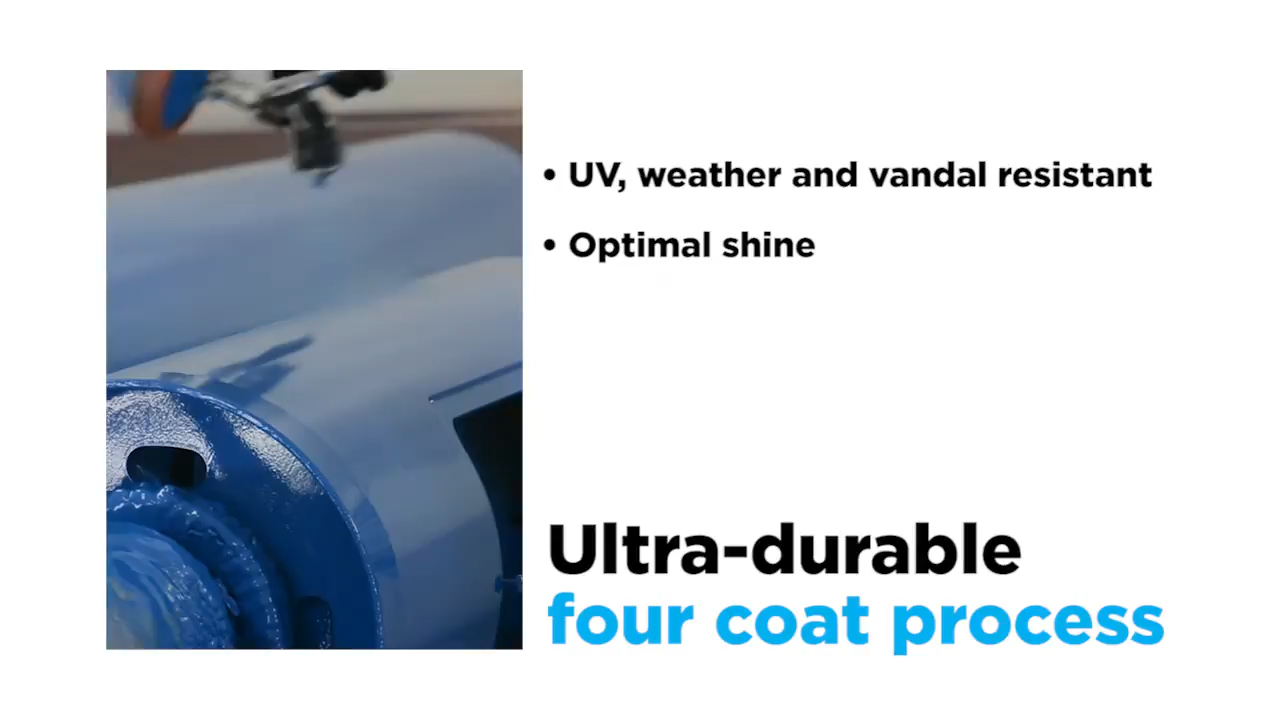 • UV, weather and vandal resistant
• Optimal shine
Ultra-durable
four coat process